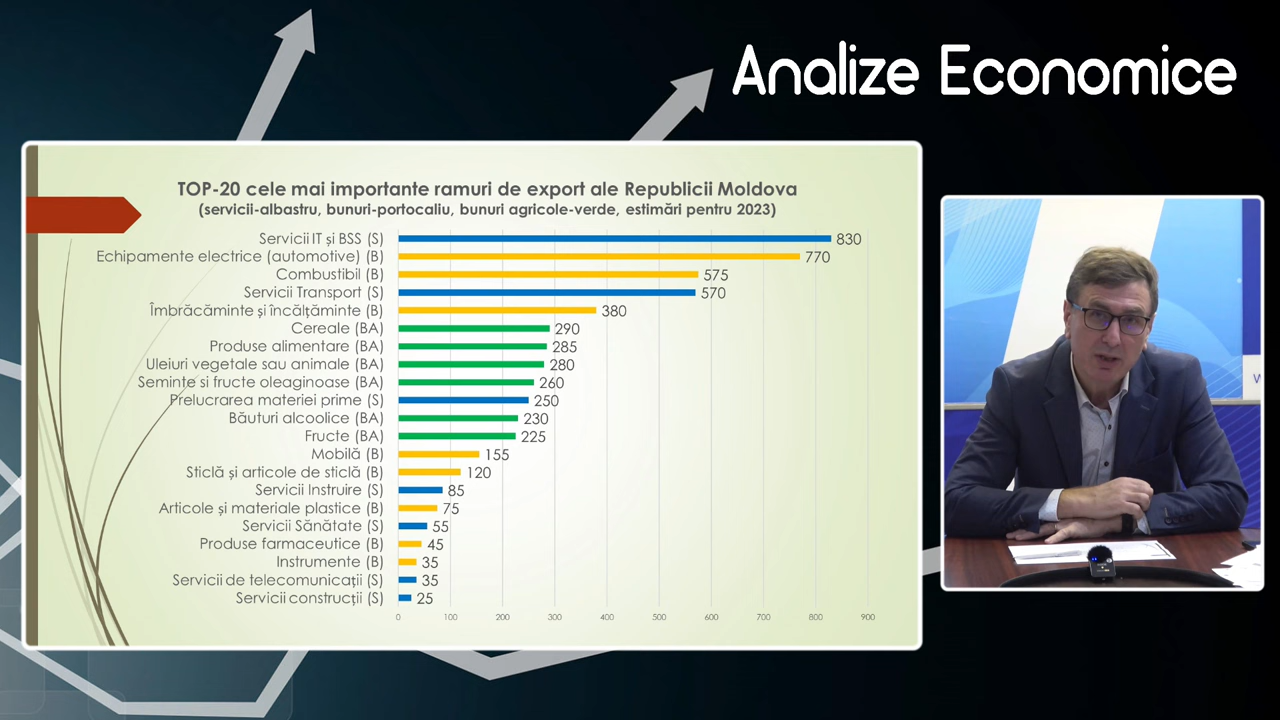 Analize Economice
TOP-20 cele mai importante ramuri de export ale Republicii Moldova
(servicii-albastru, bunuri-portocaliu, bunuri agricole-verde, estimări pentru 2023)
Servicii IT și BSS (S) 830
Echipamente electrice (automotive) (B) 770
Combustibil (B) 575
Servicii Transport (S) 570
Îmbrăcăminte și încălțăminte (B) 380
Cereale (BA) 290
Produse alimentare (BA) 285
Uleiuri vegetale sau animale (BA) 280
Seminte si fructe oleaginoase (BA) 260
Prelucrarea materiei prime (S) 250
Băuturi alcoolice (BA) 230
Fructe (BA) 225
Mobilă (B) 155
Sticlă și articole de sticlă (B) 120
Servicii Instruire (S) 85
Articole și materiale plastice (B) 75
Servicii Sănătate (S) 55
Produse farmaceutice (B) 45
Instrumente (B) 35
Servicii de telecomunicații (S) 35
Servicii construcții (S) 25
0 100 200 300 400 500 600 700 800 900
W